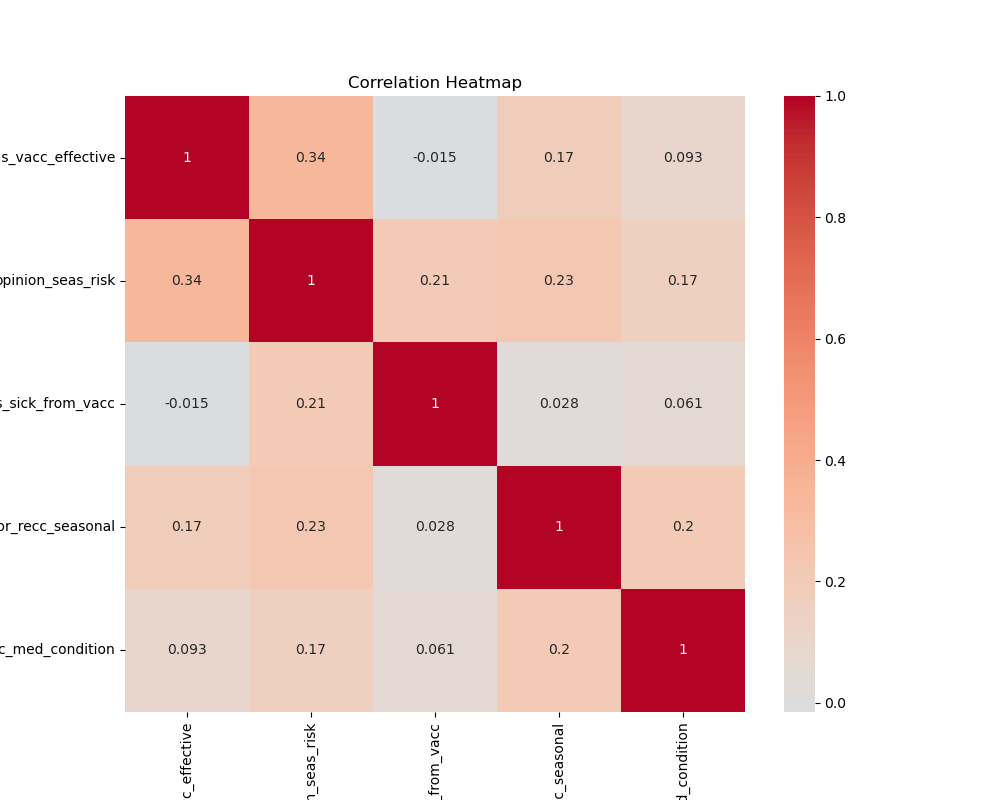 Correlation Heatmap
s_vacc_effective 1 0.34 -0.015 0.17 0.093
opinion_seas_risk 0.34 1 0.21 0.23 0.17
s_sick_from_vacc -0.015 0.21 1 0.028 0.061
or_recc_seasonal 0.17 0.23 0.028 1 0.2
c_med_condition 0.093 0.17 0.061 0.2 1
c_effective
n_seas_risk
_from_vacc
c_seasonal
d_condition
1.0
0.8
0.6
0.4
0.2
0.0